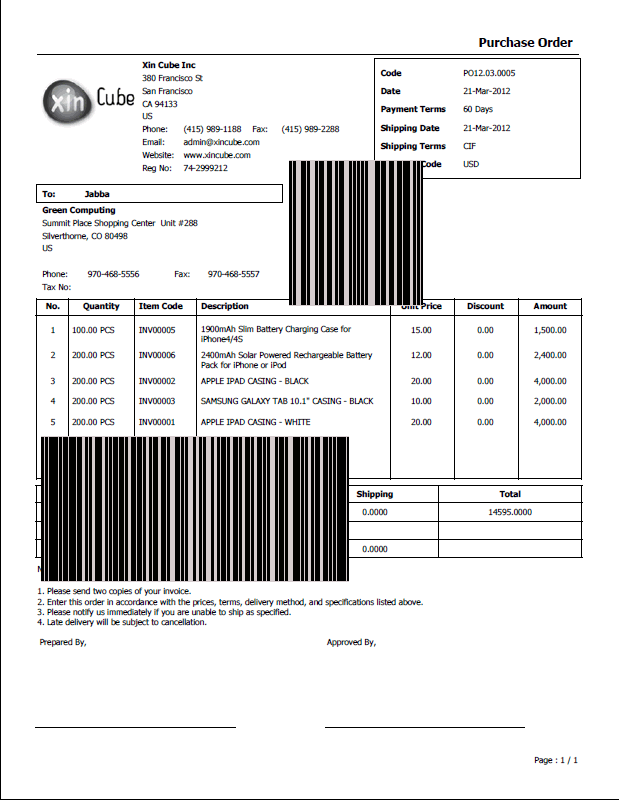 Purchase Order
xin Cube
Xin Cube Inc
380 Francisco St
San Francisco
CA 94133
US
Phone: (415) 989-1188 Fax: (415) 989-2288
Email: admin@xincube.com
Website: www.xincube.com
Reg No: 74-2999212
Code PO12.03.0005
Date 21-Mar-2012
Payment Terms 60 Days
Shipping Date 21-Mar-2012
Shipping Terms CIF
Code USD
To: Jabba
Green Computing
Summit Place Shopping Center Unit #288
Silverthorne, CO 80498
US
Phone: 970-468-5556 Fax: 970-468-5557
Tax No:
No. Quantity Item Code Description Unit Price Discount Amount
1 100.00 PCS INV00005 1900mAh Slim Battery Charging Case for iPhone4/4S 15.00 0.00 1,500.00
2 200.00 PCS INV00006 2400mAh Solar Powered Rechargeable Battery Pack for iPhone or iPod 12.00 0.00 2,400.00
3 200.00 PCS INV00002 APPLE IPAD CASING - BLACK 20.00 0.00 4,000.00
4 200.00 PCS INV00003 SAMSUNG GALAXY TAB 10.1" CASING - BLACK 10.00 0.00 2,000.00
5 200.00 PCS INV00001 APPLE IPAD CASING - WHITE 20.00 0.00 4,000.00
Shipping Total
0.0000 14595.0000
0.0000
1. Please send two copies of your invoice.
2. Enter this order in accordance with the prices, terms, delivery method, and specifications listed above.
3. Please notify us immediately if you are unable to ship as specified.
4. Late delivery will be subject to cancellation.
Prepared By, Approved By,
Page : 1 / 1